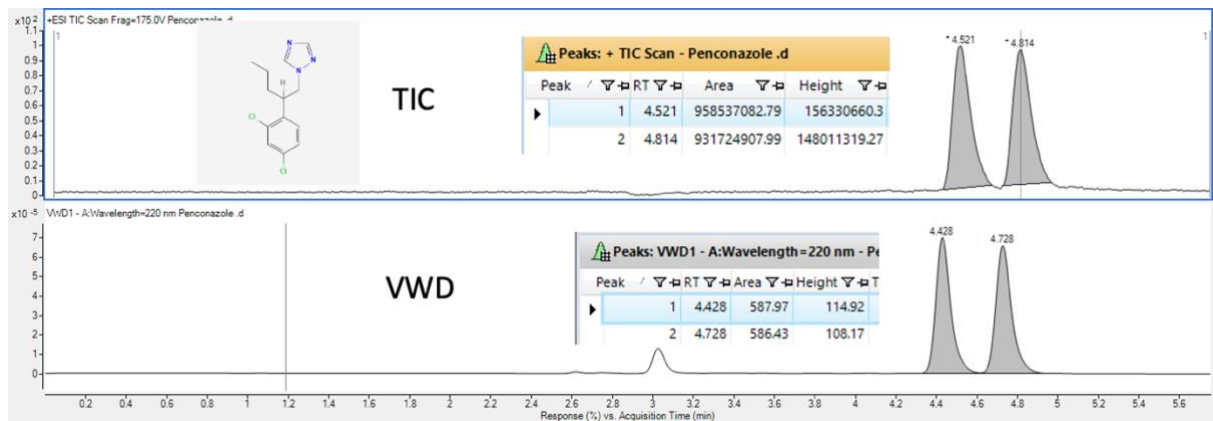 x10 2 +ESI TIC Scan Frag=175.0V Penconazole .d
1.1
1
0.9
0.8
0.7
0.6
0.5
0.4
0.3
0.2
0.1
0
1
1
N
N
N
H
Cl
Cl
TIC
Peaks: + TIC Scan - Penconazole .d
Peak RT Area Height
1 4.521 958537082.79 156330660.3
2 4.814 931724907.99 148011319.27
* 4.521
* 4.814
x10 -5 VWD1 - A:Wavelength=220 nm Penconazole .d
7
6
5
4
3
2
1
0
VWD
Peaks: VWD1 - A:Wavelength=220 nm - Pe
Peak RT Area Height T
1 4.428 587.97 114.92
2 4.728 586.43 108.17
4.428
4.728
0.2 0.4 0.6 0.8 1 1.2 1.4 1.6 1.8 2 2.2 2.4 2.6 2.8 3 3.2 3.4 3.6 3.8 4 4.2 4.4 4.6 4.8 5 5.2 5.4 5.6
Response (%) vs. Acquisition Time (min)